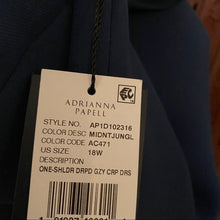 ADRIANNA
PAPELL
STYLE NO. AP1D102316
COLOR DESC MIDNTJUNGL
COLOR CODE AC471
US SIZE 18W
DESCRIPTION
ONE-SHLDR DRPD GZY CRP DRS